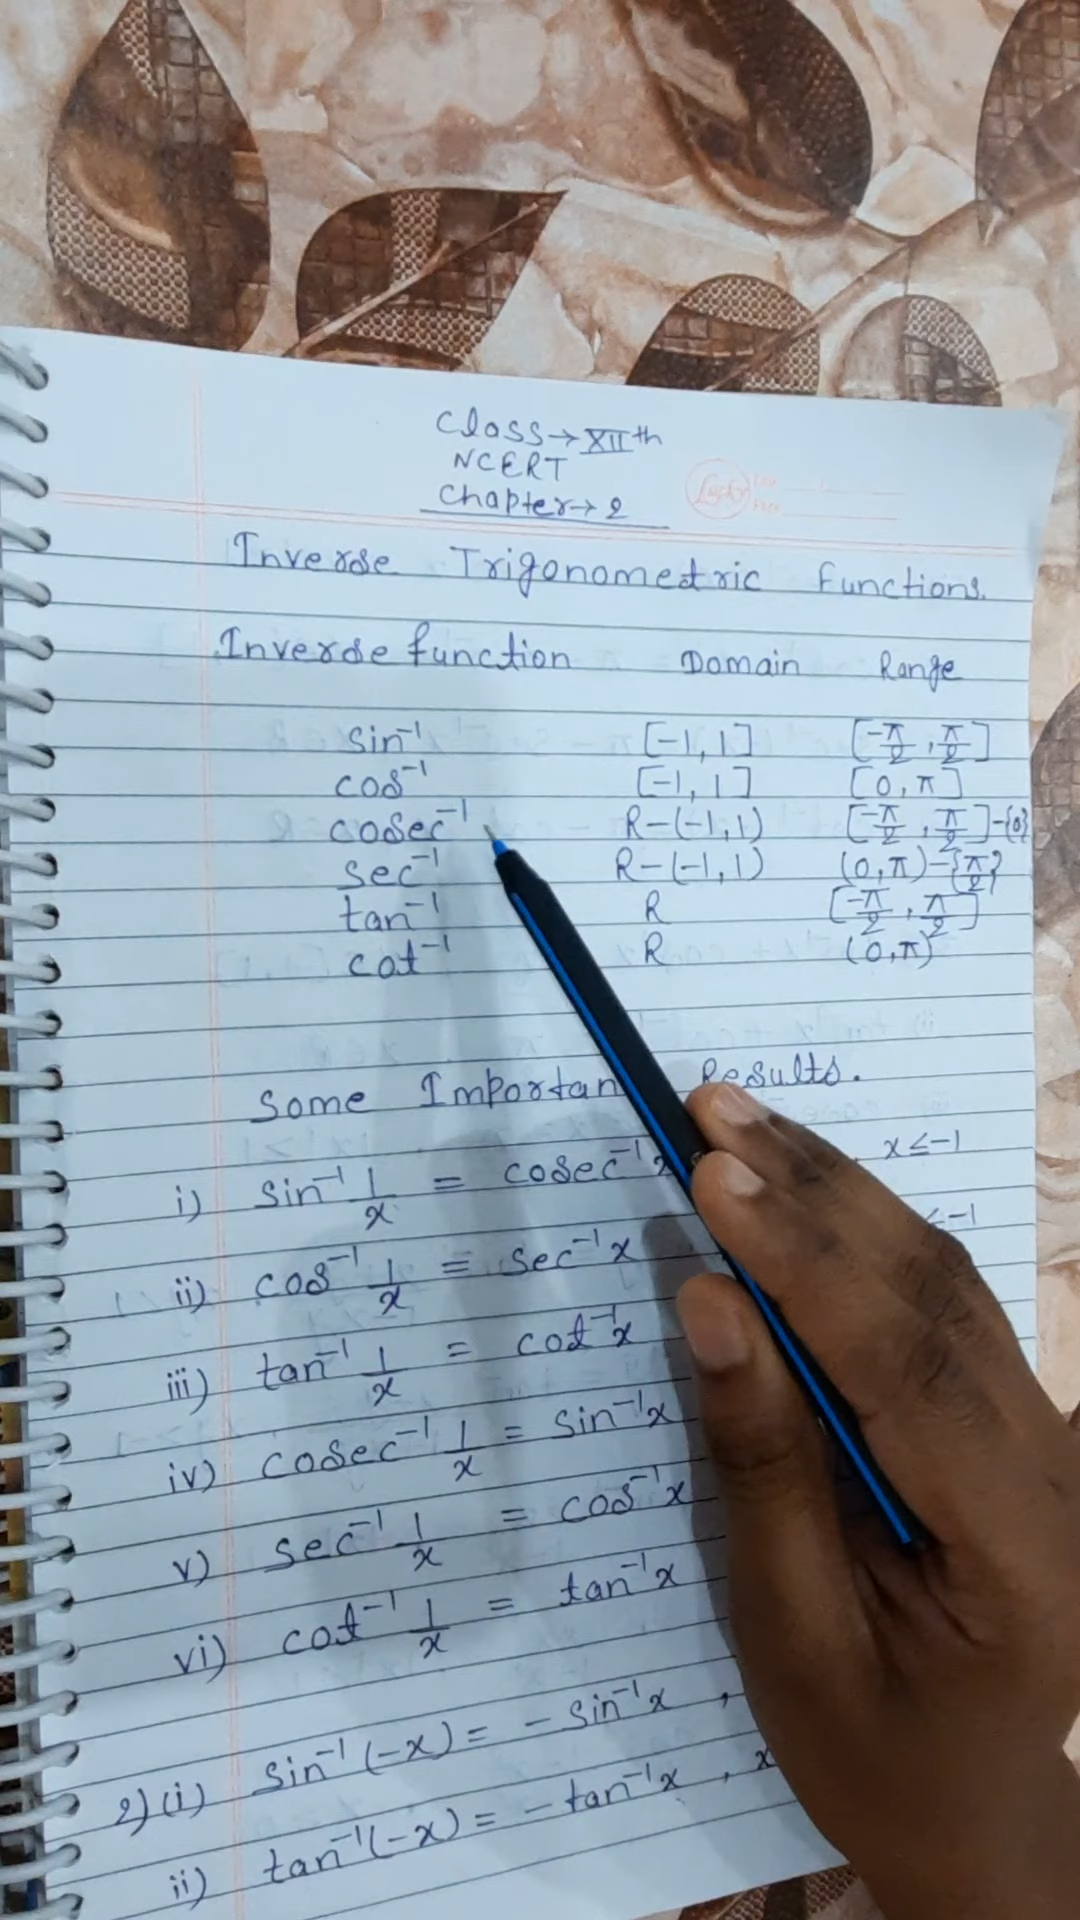 Class → XIIth
NCERT
Chapter → 2
Lucky
Inverse Trigonometric Functions.
Inverse function Domain Range
sin⁻¹ [-1, 1] [-π/2, π/2]
cos⁻¹ [-1, 1] [0, π]
cosec⁻¹ R-(-1, 1) [-π/2, π/2]-{0}
sec⁻¹ R-(-1, 1) (0, π)-{π/2}
tan⁻¹ R [-π/2, π/2]
cot⁻¹ R (0, π)
Some Importan Results.
i) sin⁻¹ 1/x = cosec⁻¹x x ≤ -1
ii) cos⁻¹ 1/x = sec⁻¹x ≤ -1
iii) tan⁻¹ 1/x = cot⁻¹x
iv) cosec⁻¹ 1/x = sin⁻¹x
v) sec⁻¹ 1/x = cos⁻¹x
vi) cot⁻¹ 1/x = tan⁻¹x
2) (i) sin⁻¹(-x) = - sin⁻¹x ,
ii) tan⁻¹(-x) = - tan⁻¹x , x